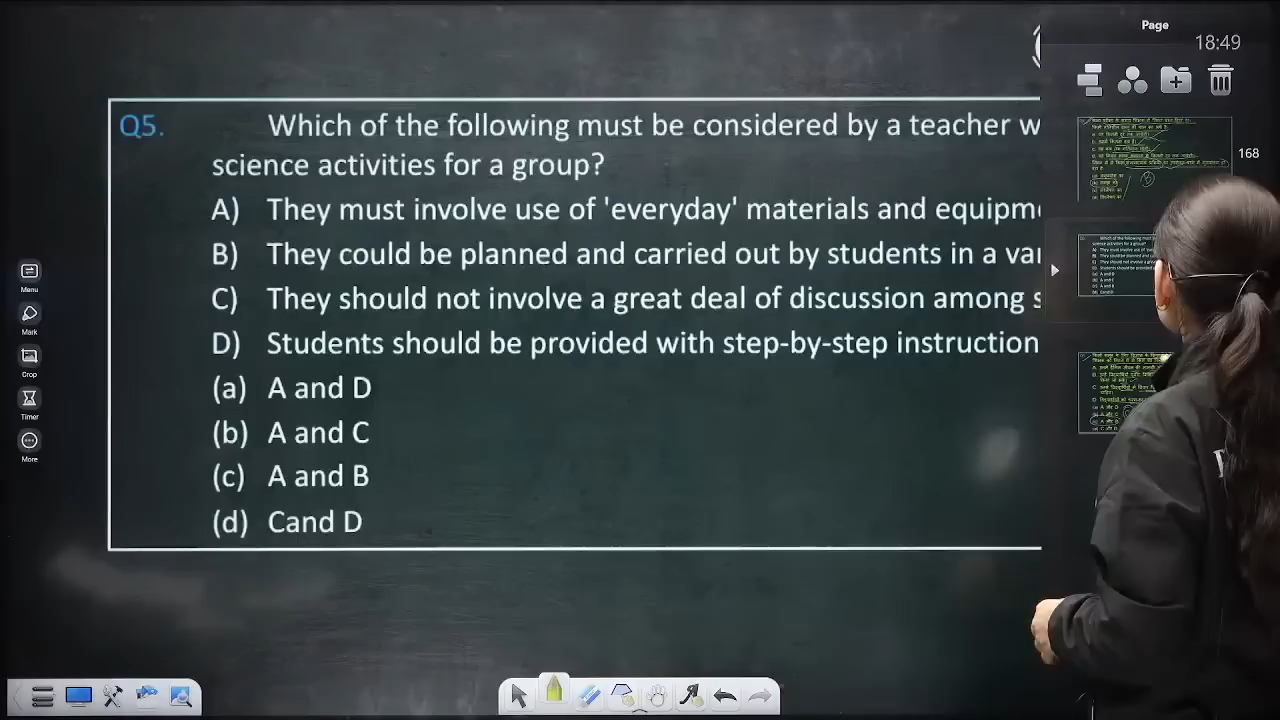 Page
18:49
Q5. Which of the following must be considered by a teacher w
science activities for a group?
A) They must involve use of 'everyday' materials and equipm
B) They could be planned and carried out by students in a var
C) They should not involve a great deal of discussion among s
D) Students should be provided with step-by-step instruction
(a) A and D
(b) A and C
(c) A and B
(d) Cand D
168
Menu
Mark
Crop
Timer
More